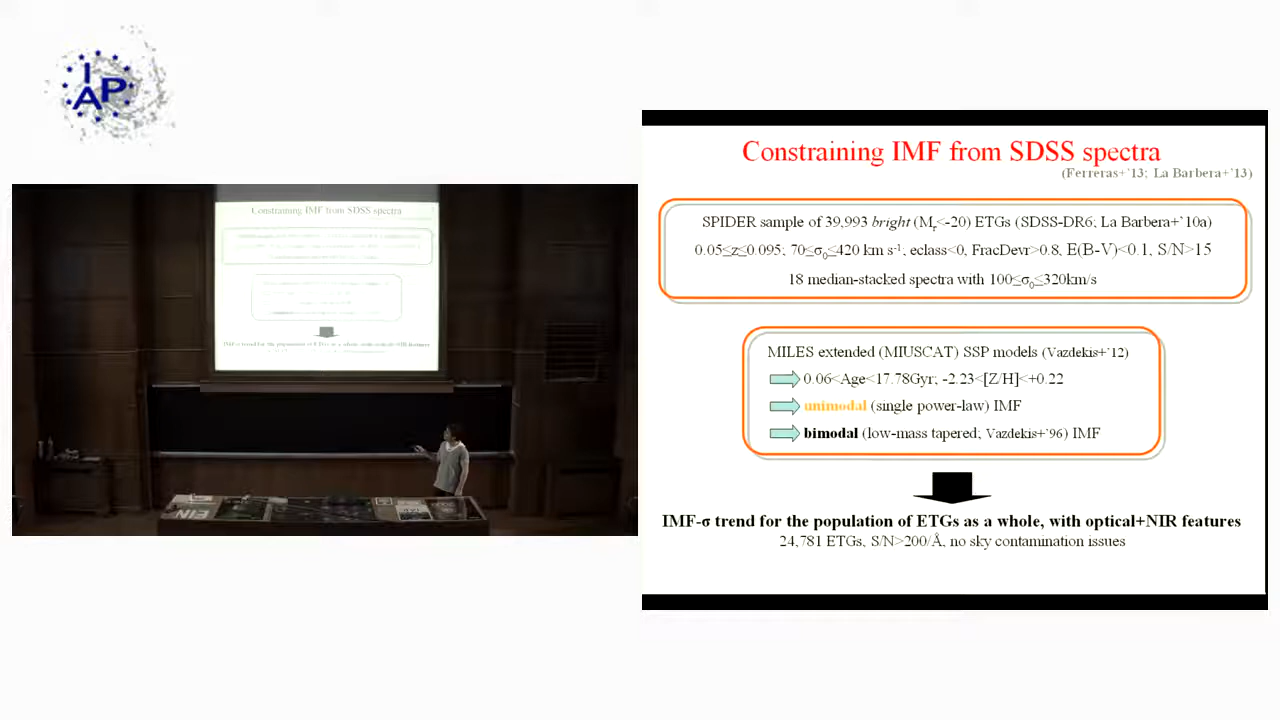 IAP
Constraining IMF from SDSS spectra
Constraining IMF from SDSS spectra
(Ferreras+'13; La Barbera+'13)
SPIDER sample of 39,993 bright (Mr<-20) ETGs (SDSS-DR6; La Barbera+`10a)
0.05≤z≤0.095; 70≤σ0≤420 km s-1; eclass<0, FracDevr>0.8, E(B-V)<0.1, S/N>15
18 median-stacked spectra with 100≤σ0≤320km/s
MILES extended (MIUSCAT) SSP models (Vazdekis+'12)
0.06<Age<17.78Gyr; -2.23<[Z/H]<+0.22
unimodal (single power-law) IMF
bimodal (low-mass tapered; Vazdekis+'96) IMF
IMF-σ trend for the population of ETGs as a whole, with optical+NIR features
24,781 ETGs, S/N>200/Å, no sky contamination issues